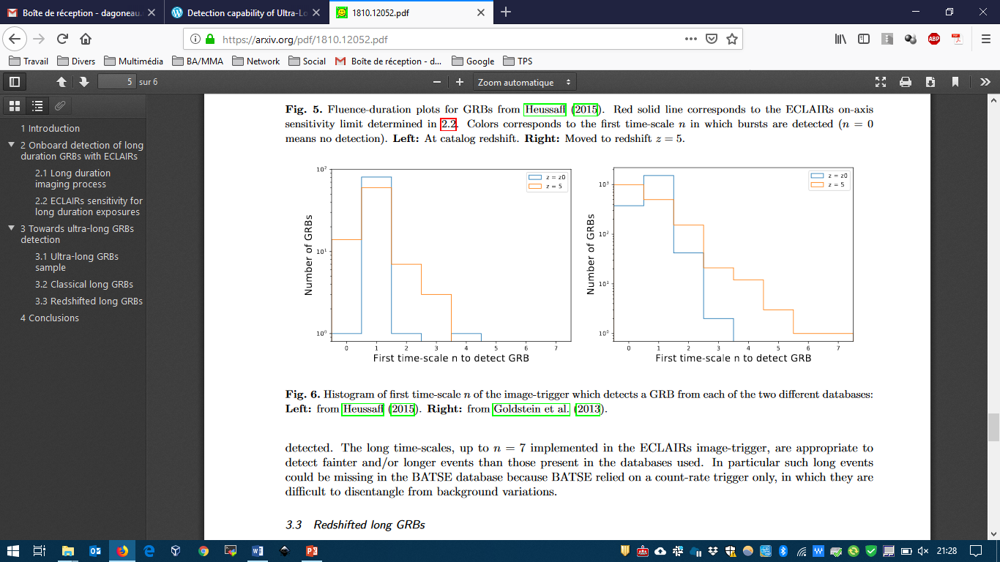 Boîte de réception - dagoneau.
Detection capability of Ultra-Lo
1810.12052.pdf
https://arxiv.org/pdf/1810.12052.pdf
ABP
Travail
Divers
Multimédia
BA/MMA
Network
Social
Boîte de réception - d...
Google
TPS
5 sur 6
Zoom automatique
1 Introduction
2 Onboard detection of long
duration GRBs with ECLAIRs
2.1 Long duration
imaging process
2.2 ECLAIRs sensitivity for
long duration exposures
3 Towards ultra-long GRBs
detection
3.1 Ultra-long GRBs
sample
3.2 Classical long GRBs
3.3 Redshifted long GRBs
4 Conclusions
Fig. 5. Fluence-duration plots for GRBs from Heussaff (2015). Red solid line corresponds to the ECLAIRs on-axis
sensitivity limit determined in 2.2. Colors corresponds to the first time-scale n in which bursts are detected (n = 0
means no detection). Left: At catalog redshift. Right: Moved to redshift z = 5.
10²
10¹
10⁰
Number of GRBs
z = z0
z = 5
0 1 2 3 4 5 6 7
First time-scale n to detect GRB
10³
10²
10¹
10⁰
Number of GRBs
z = z0
z = 5
0 1 2 3 4 5 6 7
First time-scale n to detect GRB
Fig. 6. Histogram of first time-scale n of the image-trigger which detects a GRB from each of the two different databases:
Left: from Heussaff (2015). Right: from Goldstein et al. (2013).
detected. The long time-scales, up to n = 7 implemented in the ECLAIRs image-trigger, are appropriate to
detect fainter and/or longer events than those present in the databases used. In particular such long events
could be missing in the BATSE database because BATSE relied on a count-rate trigger only, in which they are
difficult to disentangle from background variations.
3.3 Redshifted long GRBs
21:28